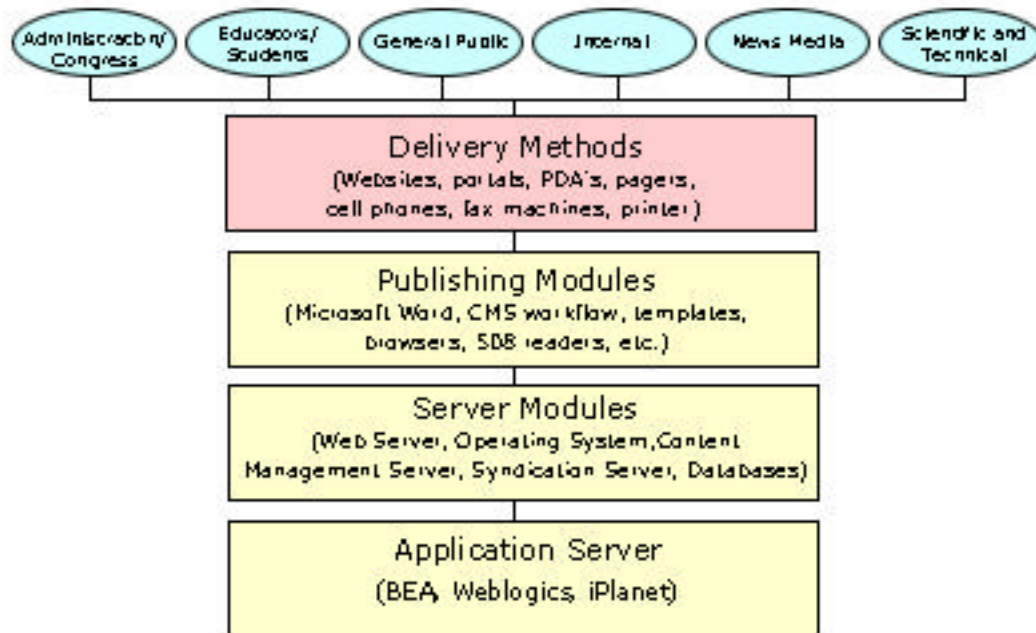 Administration/
Congress
Educators/
Students
General Public
Internal
News Media
Scientific and
Technical
Delivery Methods
(Websites, portals, PDA's, pagers,
cell phones, fax machines, printer)
Publishing Modules
(Microsoft Word, CMS workflow, templates,
browsers, 508 readers, etc.)
Server Modules
(Web Server, Operating System,Content
Management Server, Syndication Server, Databases)
Application Server
(BEA, Weblogics, iPlanet)